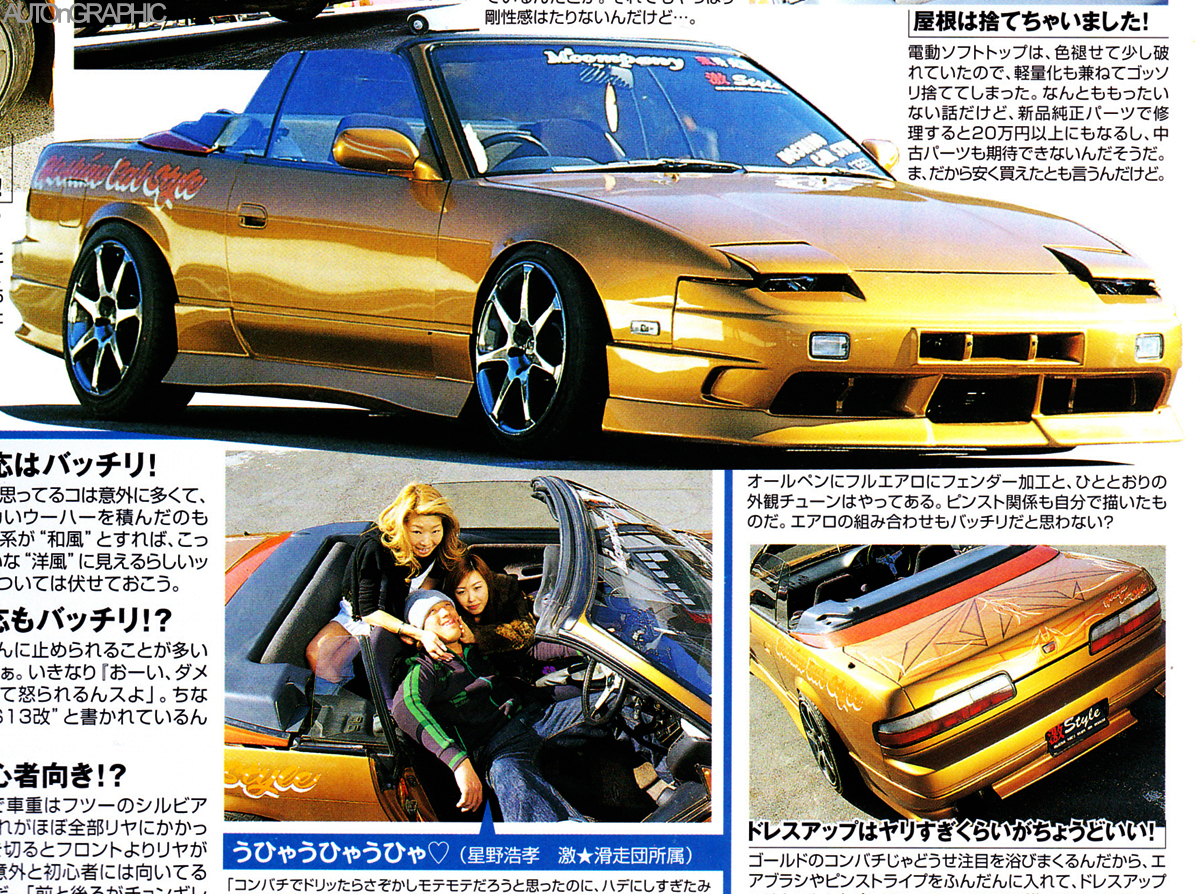 AUTOnGRAPHIC
剛性感はたりないんだけど…。
屋根は捨てちゃいました!
電動ソフトトップは、色褪せて少し破
れていたので、軽量化も兼ねてゴッソ
リ捨ててしまった。なんとももったい
ない話だけど、新品純正パーツで修
理すると20万円以上にもなるし、中
古パーツも期待できないんだそうだ。
ま、だから安く買えたとも言うんだけど。
激 Style
応はバッチリ!
思ってるコは意外に多くて、
いウーハーを積んだのも
系が“和風”とすれば、こっ
な“洋風”に見えるらしいッ
ついては伏せておこう。
応もバッチリ!?
んに止められることが多い
ぁ。いきなり『おーい、ダメ
て怒られるんスよ」。ちな
S13改”と書かれているん
心者向き!?
で車重はフツーのシルビア
れがほぼ全部リヤにかかっ
を切るとフロントよりリヤが
意外と初心者には向いてる
Style
うひゃうひゃうひゃ♡(星野浩孝 激★滑走団所属)
「コンバチでドリッたらさぞかしモテモテだろうと思ったのに、ハデにしすぎたみ
オールペンにフルエアロにフェンダー加工と、ひととおりの
外観チューンはやってある。ピンスト関係も自分で描いたも
のだ。エアロの組み合わせもバッチリだと思わない?
激 Style
ドレスアップはヤリすぎくらいがちょうどいい!
ゴールドのコンバチじゃどうせ注目を浴びまくるんだから、エ
アブラシやピンストライプをふんだんに入れて、ドレスアップ